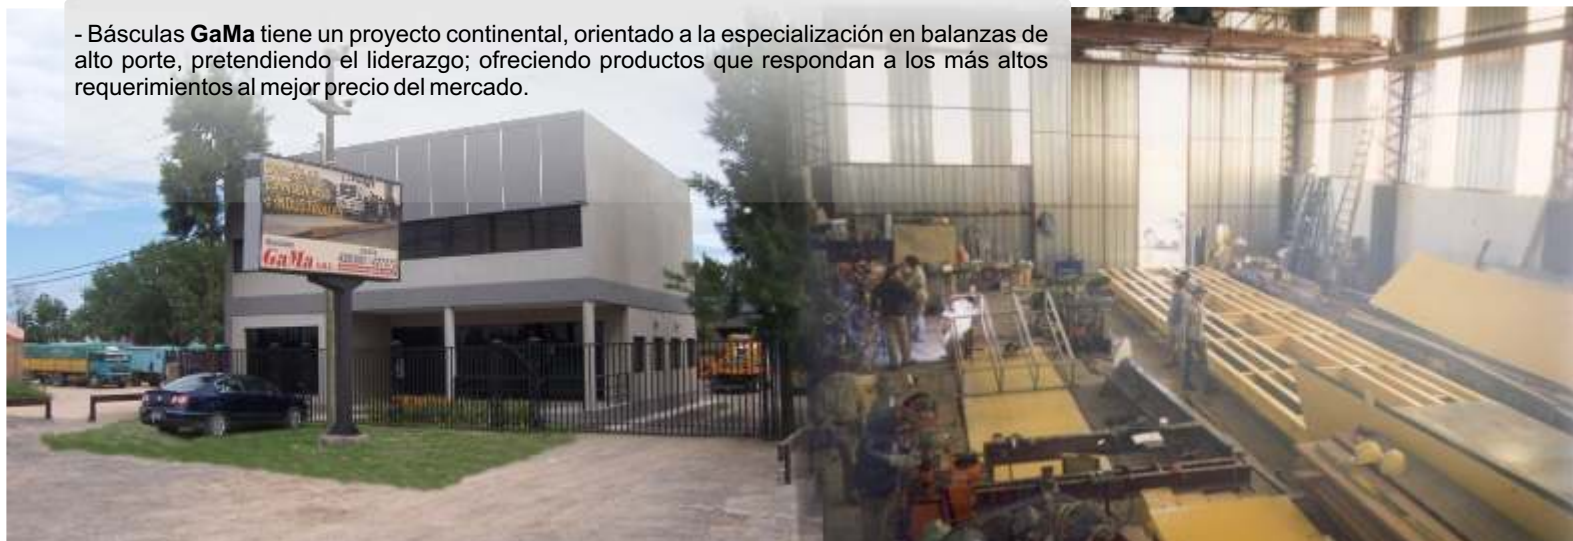 - Básculas GaMa tiene un proyecto continental, orientado a la especialización en balanzas de
alto porte, pretendiendo el liderazgo; ofreciendo productos que respondan a los más altos
requerimientos al mejor precio del mercado.
GaMa